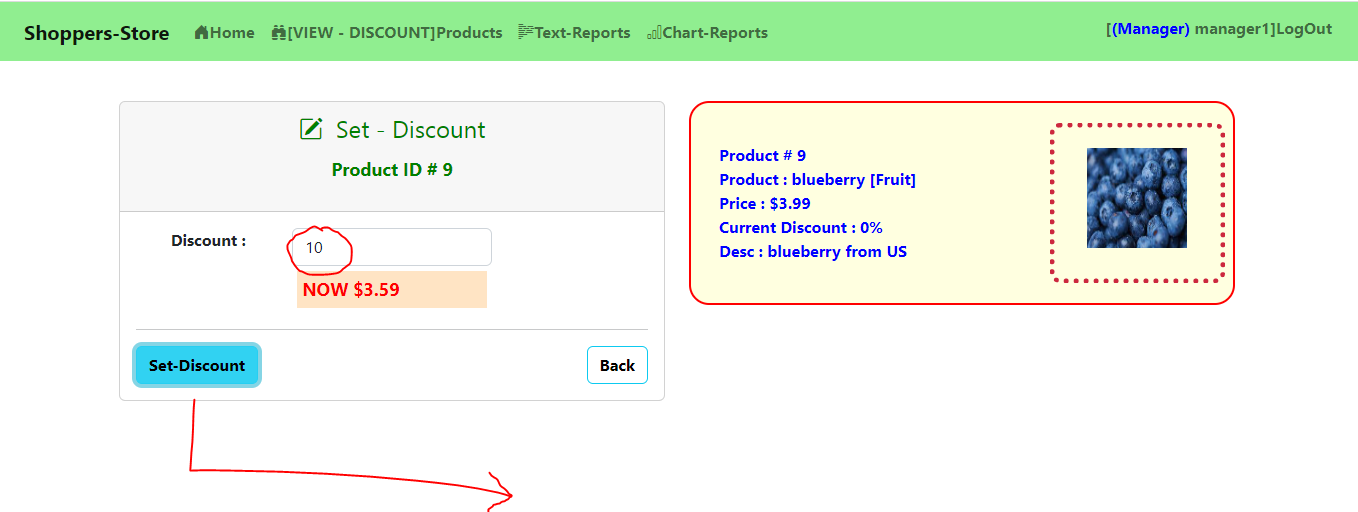 Shoppers-Store Home [VIEW - DISCOUNT]Products Text-Reports Chart-Reports [(Manager) manager1]LogOut
Set - Discount
Product ID # 9
Discount :
10
NOW $3.59
Set-Discount
Back
Product # 9
Product : blueberry [Fruit]
Price : $3.99
Current Discount : 0%
Desc : blueberry from US